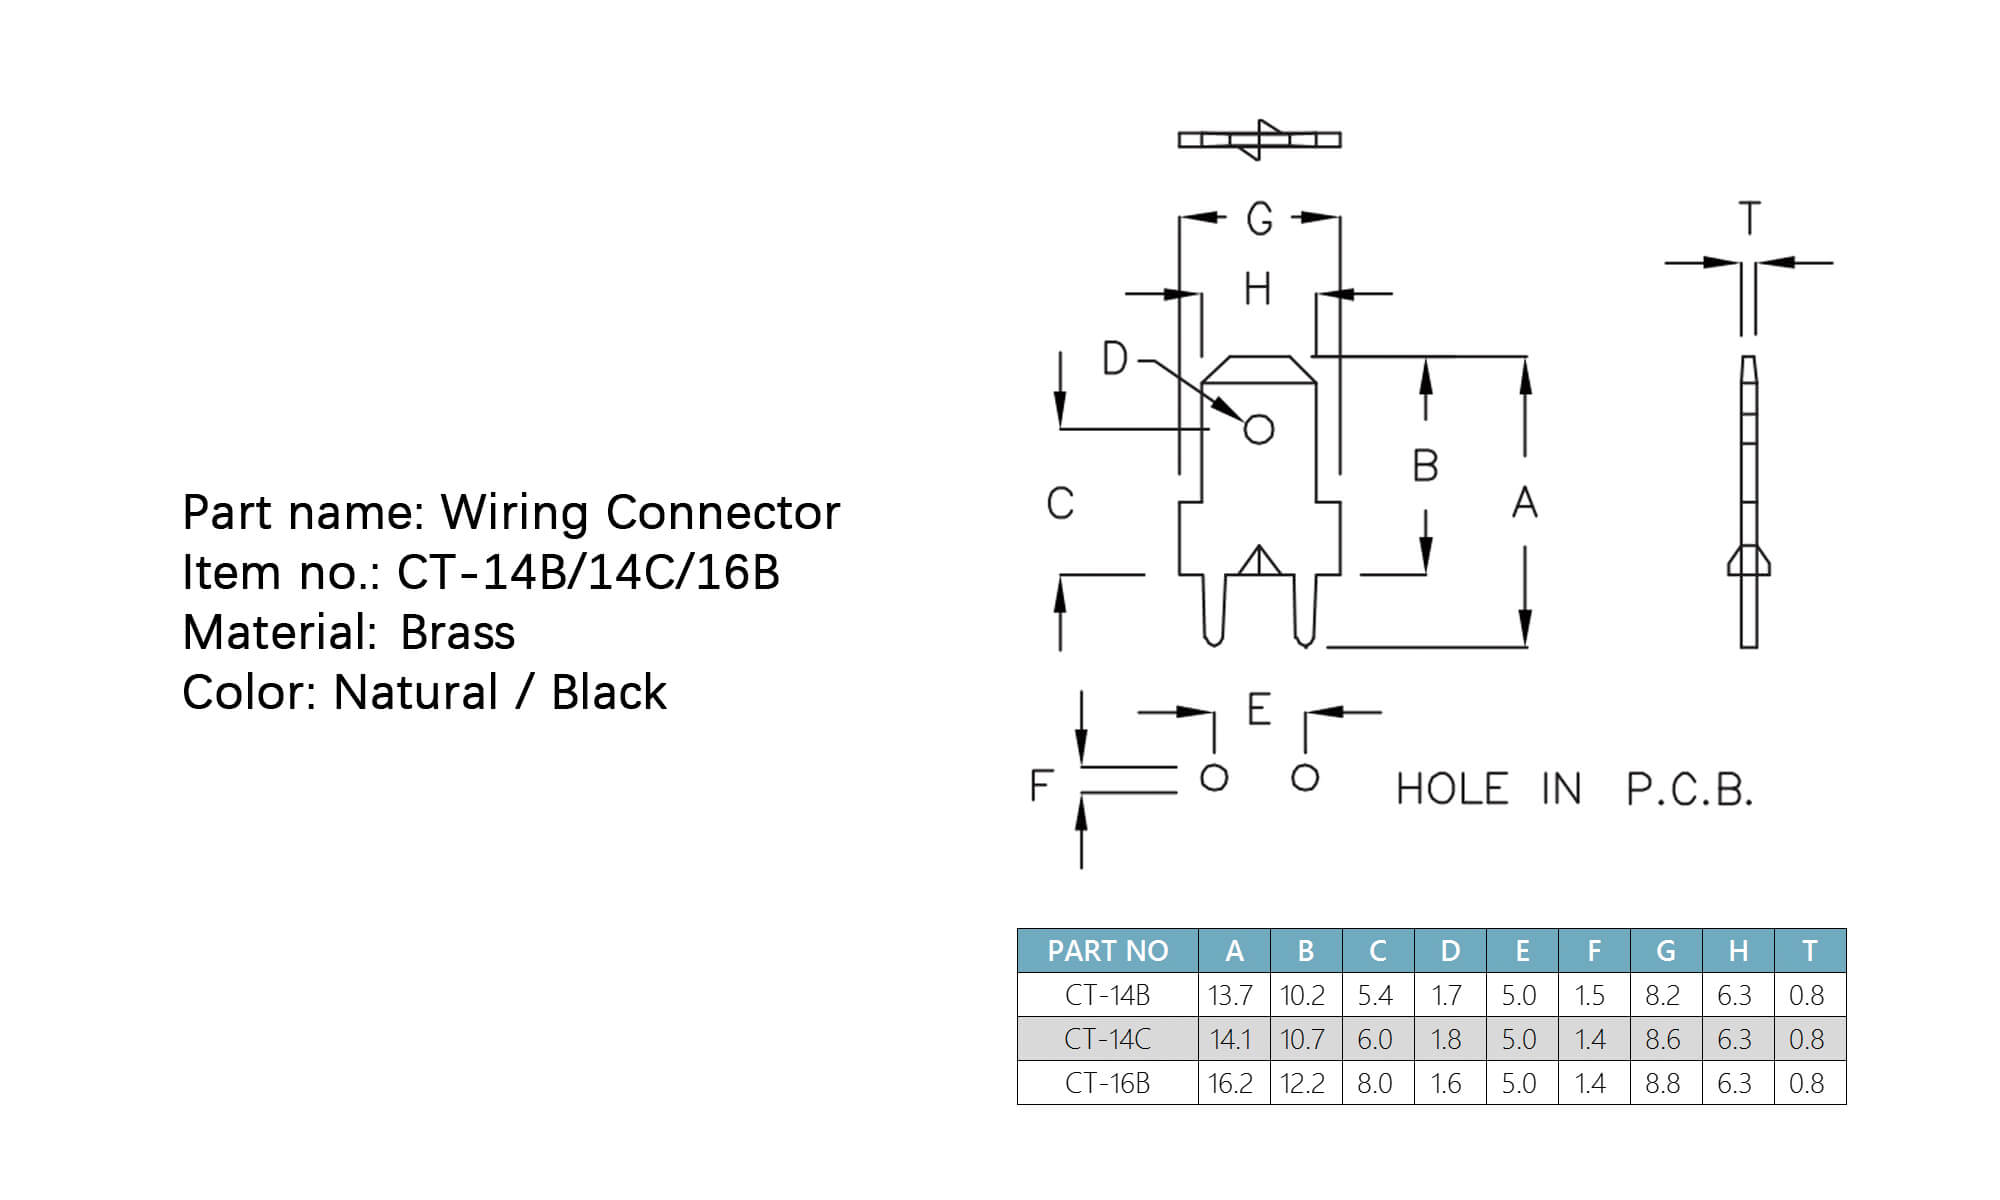 Part name: Wiring Connector
Item no.: CT-14B/14C/16B
Material: Brass
Color: Natural / Black
G
T
H
D
B
C
A
E
F
HOLE IN P.C.B.
PART NO A B C D E F G H T
CT-14B 13.7 10.2 5.4 1.7 5.0 1.5 8.2 6.3 0.8
CT-14C 14.1 10.7 6.0 1.8 5.0 1.4 8.6 6.3 0.8
CT-16B 16.2 12.2 8.0 1.6 5.0 1.4 8.8 6.3 0.8